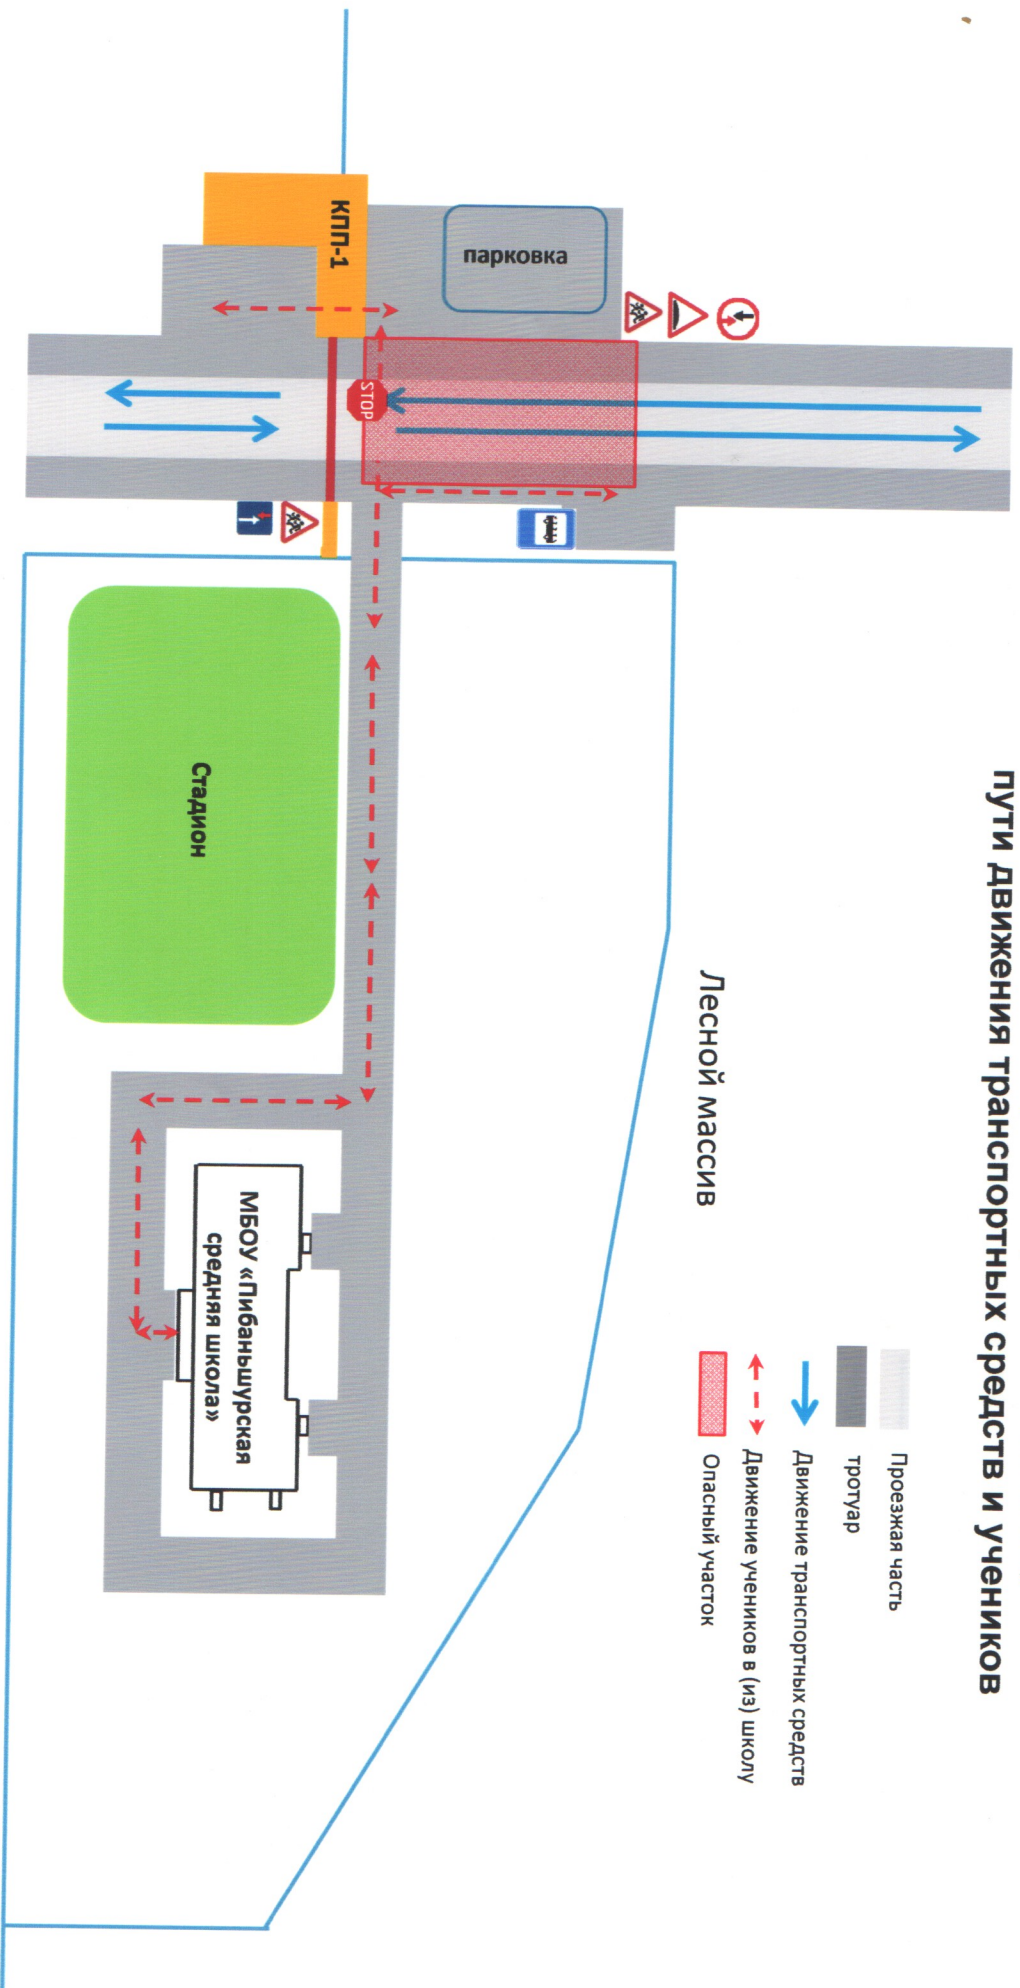 пути движения транспортных средств и учеников
Проезжая часть
тротуар
Движение транспортных средств
Движение учеников в (из) школу
Опасный участок
Лесной массив
парковка
КПП-1
STOP
Стадион
МБОУ «Пибаньшурская
средняя школа»